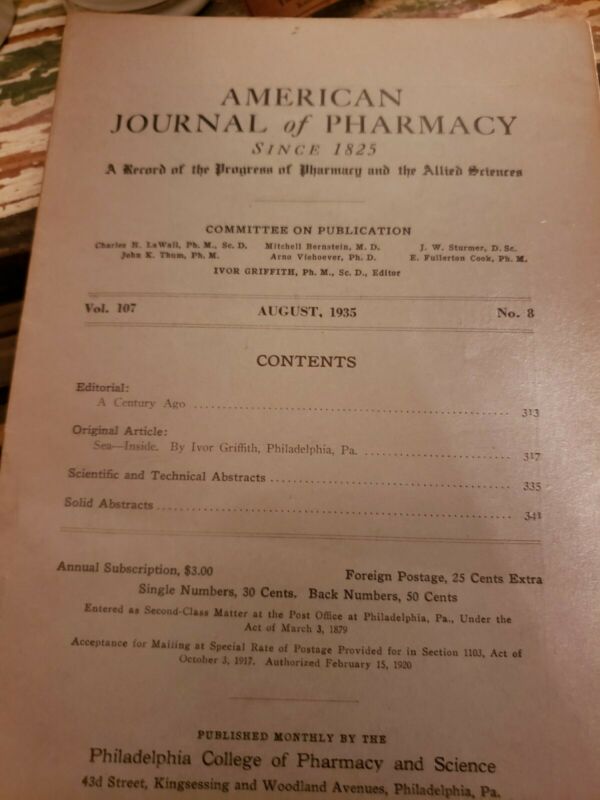 AMERICAN
JOURNAL of PHARMACY
SINCE 1825
A Record of the Progress of Pharmacy and the Allied Sciences
COMMITTEE ON PUBLICATION
Charles H. LaWall, Ph. M., Sc. D. Mitchell Bernstein, M. D. J. W. Sturmer, D. Sc.
John K. Thum, Ph. M. Arno Viehoever, Ph. D. E. Fullerton Cook, Ph. M.
IVOR GRIFFITH, Ph. M., Sc. D., Editor
Vol. 107 AUGUST, 1935 No. 8
CONTENTS
Editorial:
A Century Ago 313
Original Article:
Sea—Inside. By Ivor Griffith, Philadelphia, Pa. 317
Scientific and Technical Abstracts 335
Solid Abstracts 341
Annual Subscription, $3.00 Foreign Postage, 25 Cents Extra
Single Numbers, 30 Cents. Back Numbers, 50 Cents
Entered as Second-Class Matter at the Post Office at Philadelphia, Pa., Under the
Act of March 3, 1879
Acceptance for Mailing at Special Rate of Postage Provided for in Section 1103, Act of
October 3, 1917. Authorized February 15, 1920
PUBLISHED MONTHLY BY THE
Philadelphia College of Pharmacy and Science
43d Street, Kingsessing and Woodland Avenues, Philadelphia, Pa.